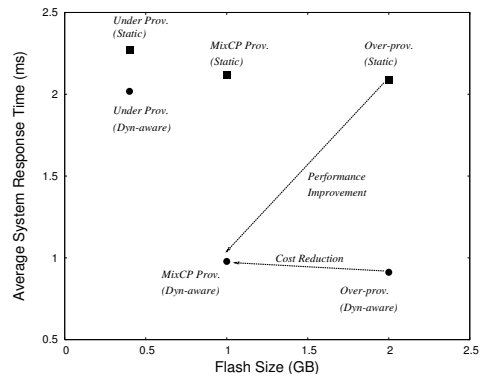 2.5
2
1.5
1
0.5
0
0.5
1
1.5
2
2.5
Average System Response Time (ms)
Flash Size (GB)
Under Prov.
(Static)
MixCP Prov.
(Static)
Over-prov.
(Static)
Under Prov.
(Dyn-aware)
Performance
Improvement
Cost Reduction
MixCP Prov.
(Dyn-aware)
Over-prov.
(Dyn-aware)